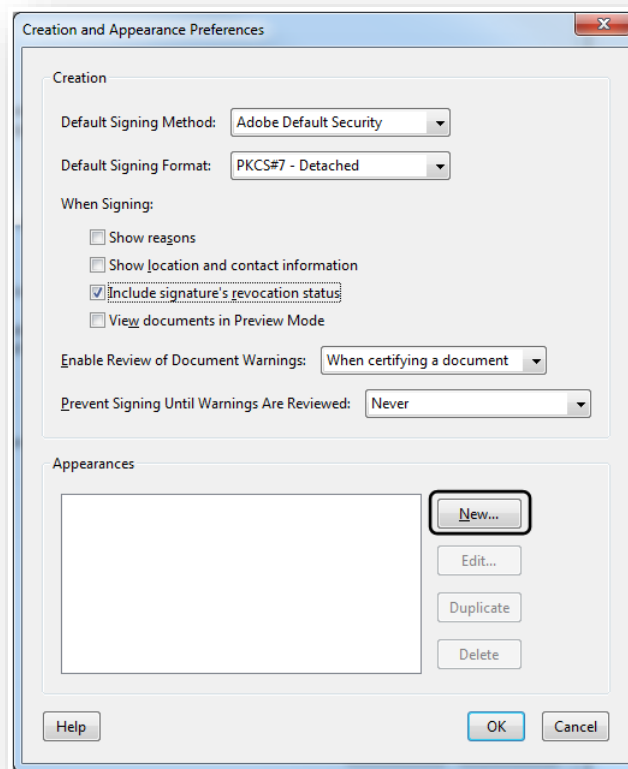 Creation and Appearance Preferences
Creation
Default Signing Method: Adobe Default Security
Default Signing Format: PKCS#7 - Detached
When Signing:
Show reasons
Show location and contact information
Include signature's revocation status
View documents in Preview Mode
Enable Review of Document Warnings: When certifying a document
Prevent Signing Until Warnings Are Reviewed: Never
Appearances
New...
Edit...
Duplicate
Delete
Help OK Cancel